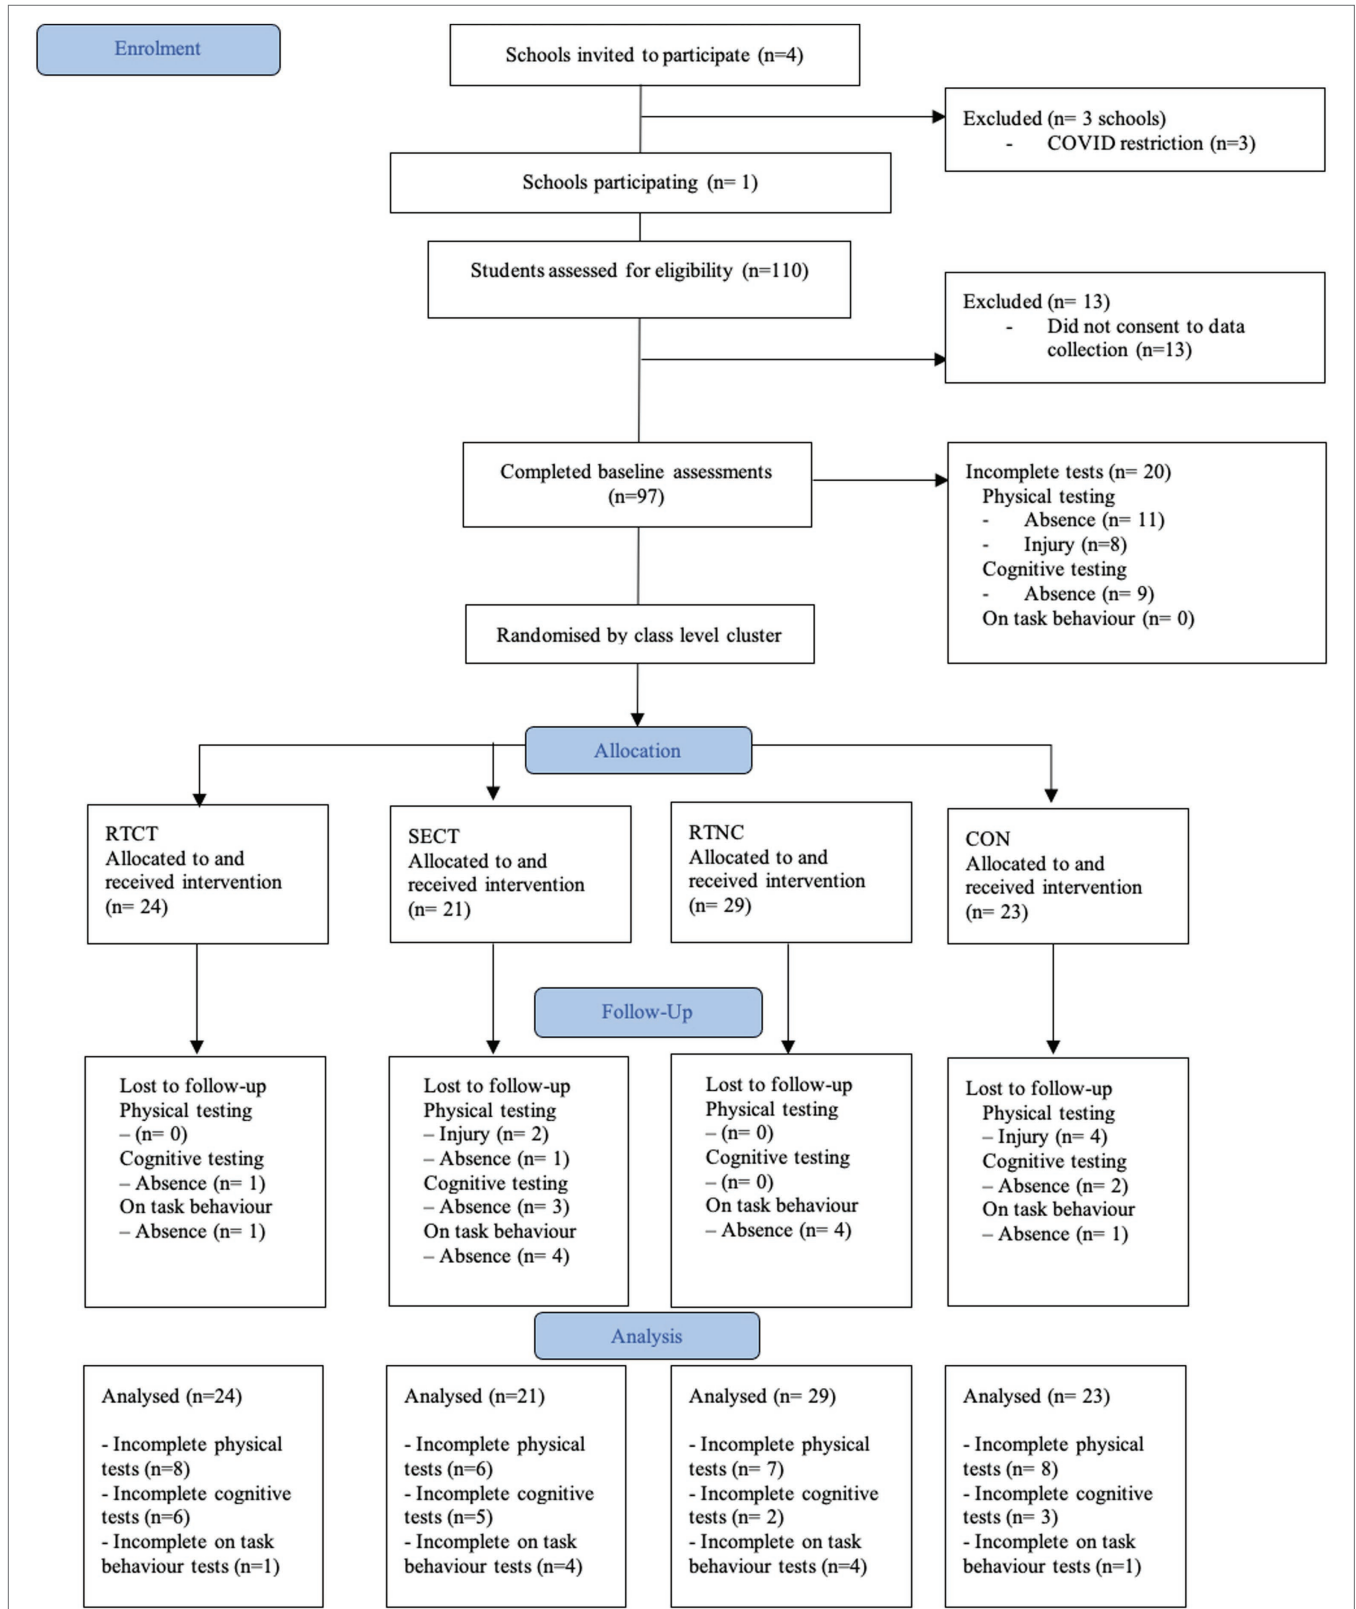 Enrolment
Schools invited to participate (n=4)
Excluded (n= 3 schools)
- COVID restriction (n=3)
Schools participating (n= 1)
Students assessed for eligibility (n=110)
Excluded (n= 13)
- Did not consent to data
collection (n=13)
Completed baseline assessments
(n=97)
Incomplete tests (n= 20)
Physical testing
- Absence (n= 11)
- Injury (n=8)
Cognitive testing
- Absence (n= 9)
On task behaviour (n= 0)
Randomised by class level cluster
Allocation
RTCT
Allocated to and
received intervention
(n= 24)
SECT
Allocated to and
received intervention
(n= 21)
RTNC
Allocated to and
received intervention
(n= 29)
CON
Allocated to and
received intervention
(n= 23)
Follow-Up
Lost to follow-up
Physical testing
– (n= 0)
Cognitive testing
– Absence (n= 1)
On task behaviour
– Absence (n= 1)
Lost to follow-up
Physical testing
– Injury (n= 2)
– Absence (n= 1)
Cognitive testing
– Absence (n= 3)
On task behaviour
– Absence (n= 4)
Lost to follow-up
Physical testing
– (n= 0)
Cognitive testing
– (n= 0)
On task behaviour
– Absence (n= 4)
Lost to follow-up
Physical testing
– Injury (n= 4)
Cognitive testing
– Absence (n= 2)
On task behaviour
– Absence (n= 1)
Analysis
Analysed (n=24)
- Incomplete physical
tests (n=8)
- Incomplete cognitive
tests (n=6)
- Incomplete on task
behaviour tests (n=1)
Analysed (n=21)
- Incomplete physical
tests (n=6)
- Incomplete cognitive
tests (n=5)
- Incomplete on task
behaviour tests (n=4)
Analysed (n= 29)
- Incomplete physical
tests (n= 7)
- Incomplete cognitive
tests (n= 2)
- Incomplete on task
behaviour tests (n=4)
Analysed (n= 23)
- Incomplete physical
tests (n= 8)
- Incomplete cognitive
tests (n= 3)
- Incomplete on task
behaviour tests (n=1)